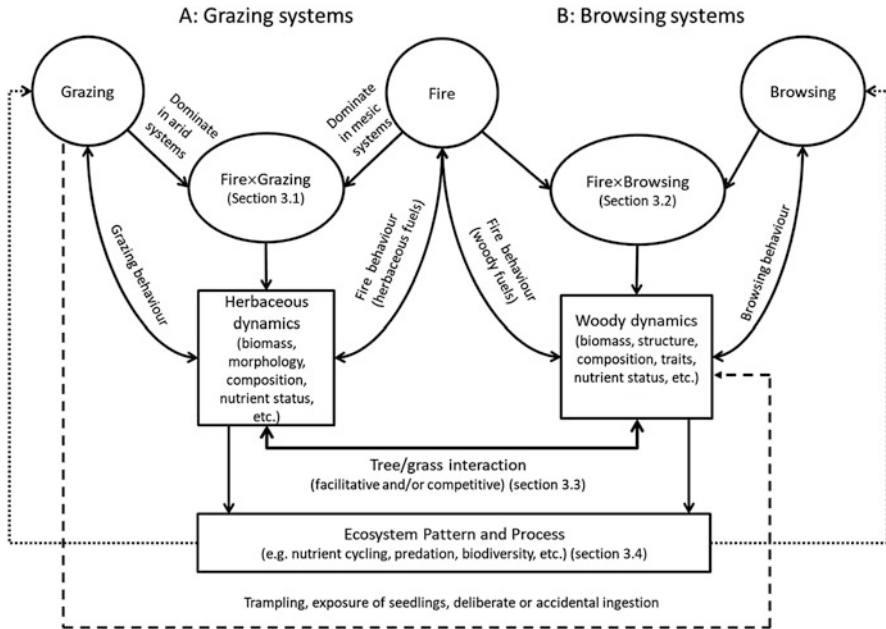 A: Grazing systems
B: Browsing systems
Grazing
Fire
Browsing
Dominate
in arid
systems
Dominate
in mesic
systems
Fire×Grazing
(Section 3.1)
Fire×Browsing
(Section 3.2)
Grazing behaviour
Fire behaviour
(herbaceous fuels)
Fire behaviour
(woody fuels)
Browsing behaviour
Herbaceous
dynamics
(biomass,
morphology,
composition,
nutrient status,
etc.)
Woody dynamics
(biomass, structure,
composition, traits,
nutrient status, etc.)
Tree/grass interaction
(facilitative and/or competitive) (section 3.3)
Ecosystem Pattern and Process
(e.g. nutrient cycling, predation, biodiversity, etc.) (section 3.4)
Trampling, exposure of seedlings, deliberate or accidental ingestion